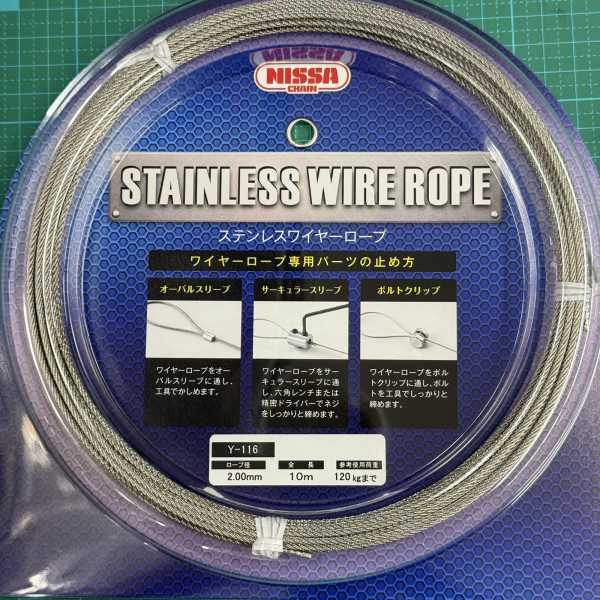 NISSA
CHAIN
STAINLESS WIRE ROPE
ステンレスワイヤーロープ
ワイヤーロープ専用パーツの止め方
オーバルスリーブ
サーキュラースリーブ
ボルトクリップ
ワイヤーロープをオー
バルスリーブに通し、
工具でかしめます。
ワイヤーロープをサー
キュラースリーブに通
し、六角レンチまたは
精密ドライバーでネジ
をしっかりと締めます。
ワイヤーロープをボル
トクリップに通し、ボル
トを工具でしっかりと
締めます。
Y-116
ロープ径
全長
参考使用荷重
2.00mm
10m
120kgまで